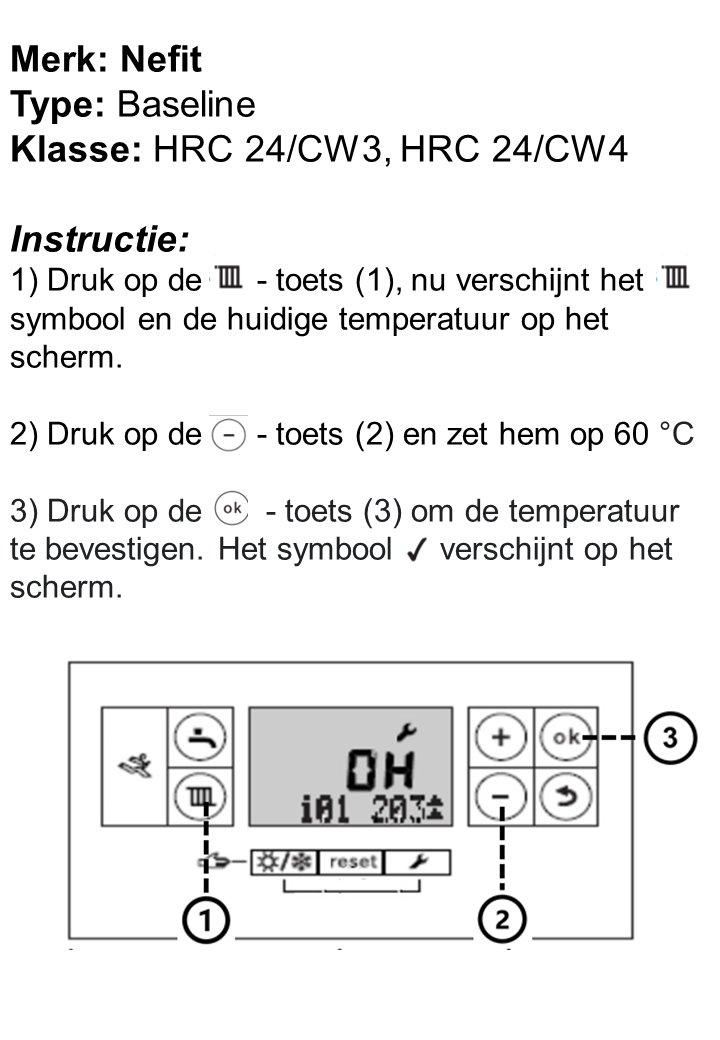 Merk: Nefit
Type: Baseline
Klasse: HRC 24/CW3, HRC 24/CW4
Instructie:
1) Druk op de - toets (1), nu verschijnt het
symbool en de huidige temperatuur op het
scherm.
2) Druk op de - - toets (2) en zet hem op 60 °C
3) Druk op de ok - toets (3) om de temperatuur
te bevestigen. Het symbool ✓ verschijnt op het
scherm.
+ ok 3
0H
-
i01 203
/ reset
1 2